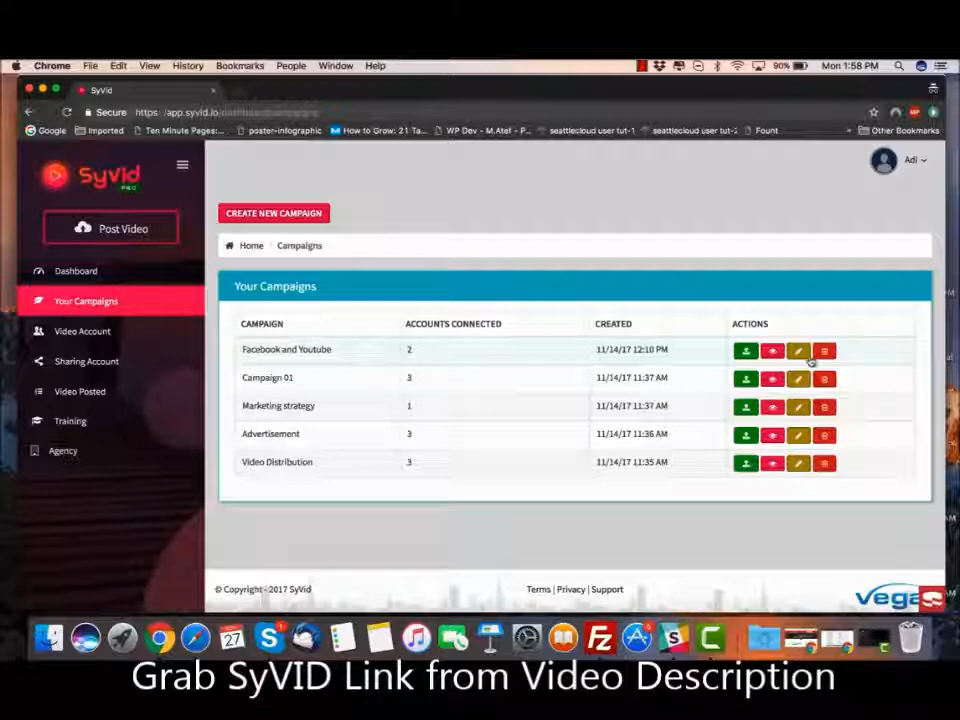 Chrome File Edit View History Bookmarks People Window Help 90% Mon 1:58 PM
SyVid
Secure https://app.syvid.io
Google Imported Ten Minute Pages:... poster-infographic How to Grow: 21 Ta... WP Dev - M.Atef - P... seattlecloud user tut-1 seattlecloud user tut-2 Fount » Other Bookmarks
SyVid
PRO
Adi
Post Video
CREATE NEW CAMPAIGN
Home Campaigns
Dashboard
Your Campaigns
Video Account
Sharing Account
Video Posted
Training
Agency
Your Campaigns
CAMPAIGN ACCOUNTS CONNECTED CREATED ACTIONS
Facebook and Youtube 2 11/14/17 12:10 PM
Campaign 01 3 11/14/17 11:37 AM
Marketing strategy 1 11/14/17 11:37 AM
Advertisement 3 11/14/17 11:36 AM
Video Distribution 3 11/14/17 11:35 AM
© Copyright - 2017 SyVid Terms | Privacy | Support
27
Grab SyVID Link from Video Description